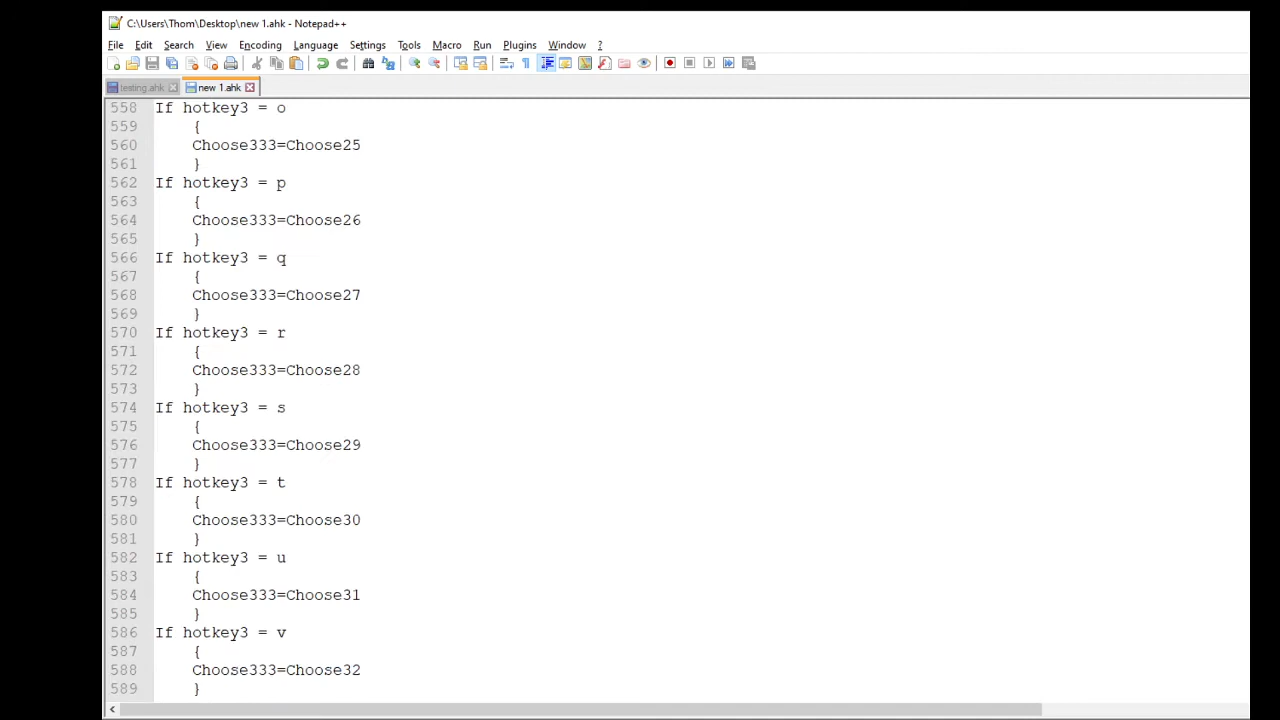 C:\Users\Thom\Desktop\new 1.ahk - Notepad++
File Edit Search View Encoding Language Settings Tools Macro Run Plugins Window ?
testing.ahk new 1.ahk
558 If hotkey3 = o
559 {
560 Choose333=Choose25
561 }
562 If hotkey3 = p
563 {
564 Choose333=Choose26
565 }
566 If hotkey3 = q
567 {
568 Choose333=Choose27
569 }
570 If hotkey3 = r
571 {
572 Choose333=Choose28
573 }
574 If hotkey3 = s
575 {
576 Choose333=Choose29
577 }
578 If hotkey3 = t
579 {
580 Choose333=Choose30
581 }
582 If hotkey3 = u
583 {
584 Choose333=Choose31
585 }
586 If hotkey3 = v
587 {
588 Choose333=Choose32
589 }